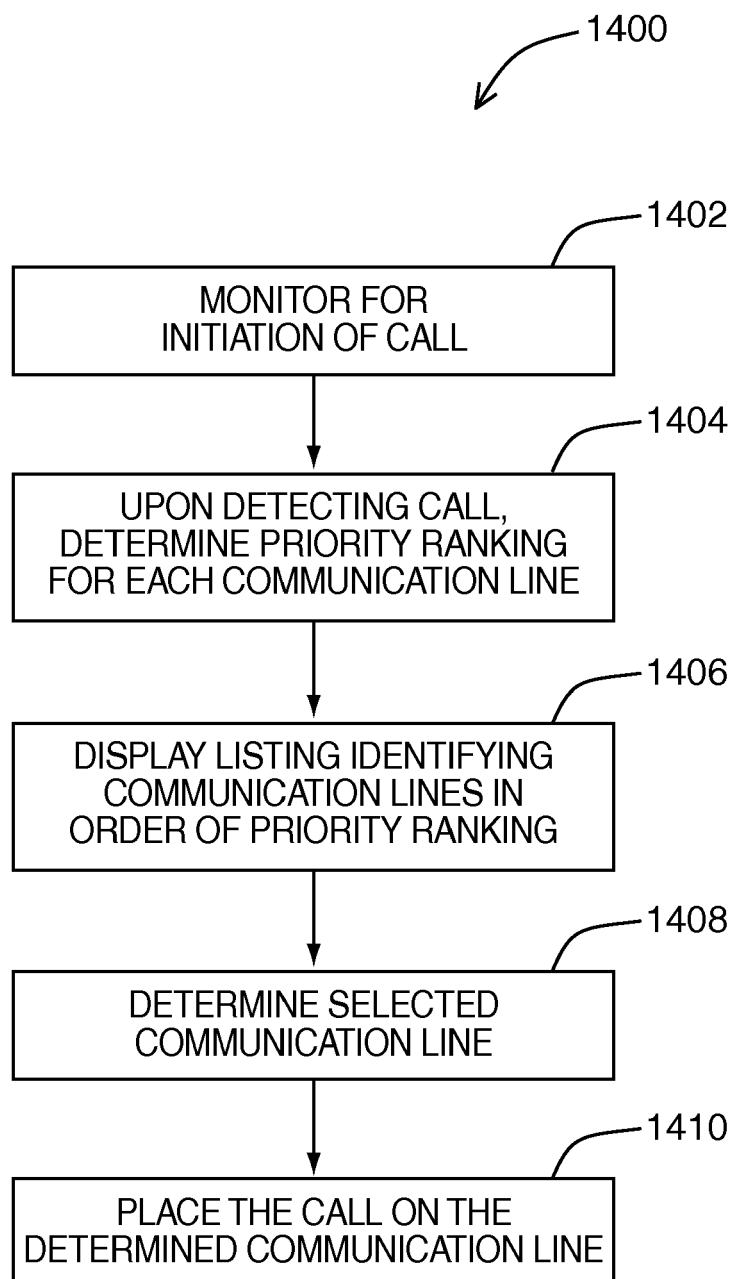 1400
1402
MONITOR FOR
INITIATION OF CALL
1404
UPON DETECTING CALL,
DETERMINE PRIORITY RANKING
FOR EACH COMMUNICATION LINE
1406
DISPLAY LISTING IDENTIFYING
COMMUNICATION LINES IN
ORDER OF PRIORITY RANKING
1408
DETERMINE SELECTED
COMMUNICATION LINE
1410
PLACE THE CALL ON THE
DETERMINED COMMUNICATION LINE